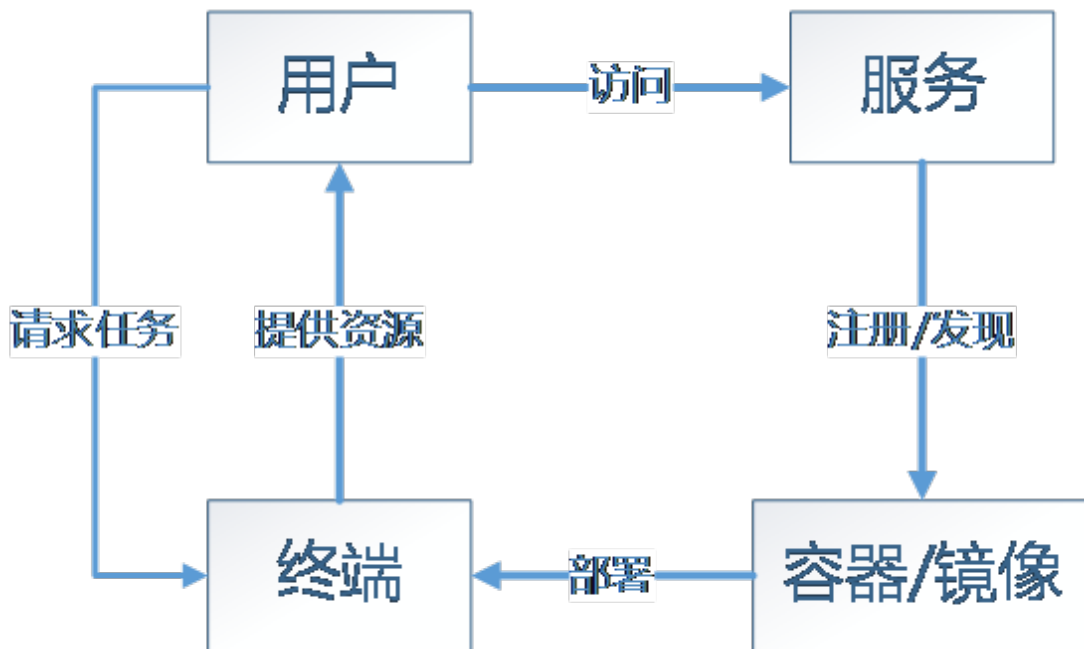 用户
访问
服务
请求任务
提供资源
注册/发现
终端
部署
容器/镜像